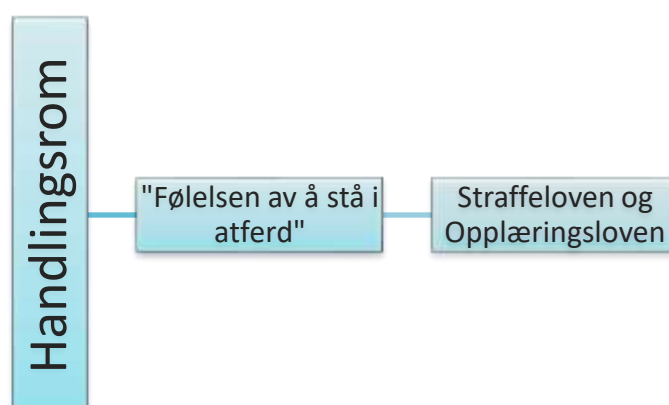 Handlingsrom
"Følelsen av å stå i
atferd"
Straffeloven og
Opplæringsloven